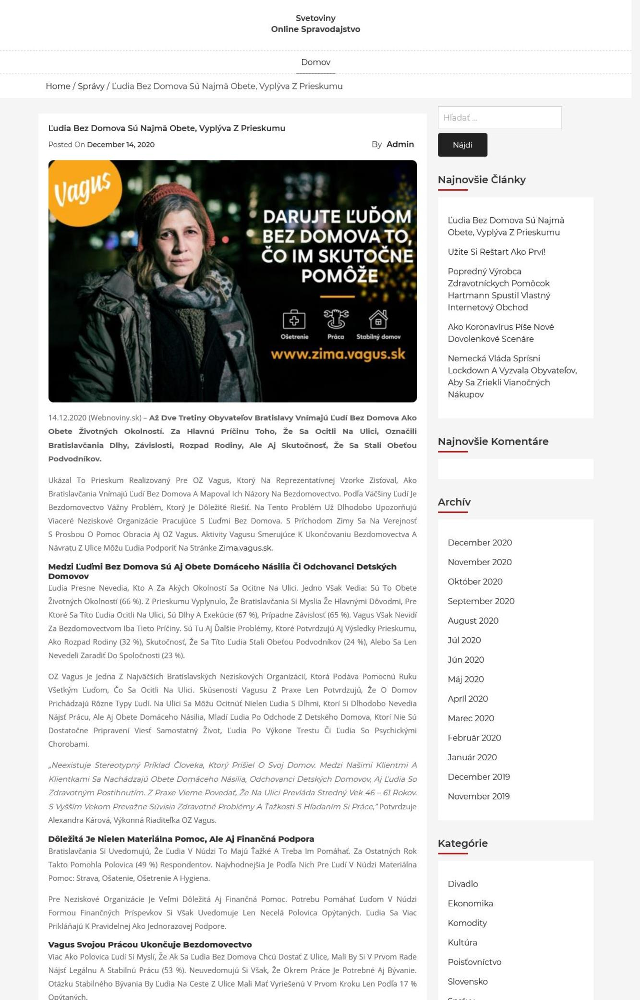 Svetoviny
Online Spravodajstvo
Domov
Home / Správy / Ľudia Bez Domova Sú Najmä Obete, Vyplýva Z Prieskumu
Ľudia Bez Domova Sú Najmä Obete, Vyplýva Z Prieskumu
Posted On December 14, 2020
By Admin
Vagus
DARUJTE ĽUĎOM
BEZ DOMOVA TO,
ČO IM SKUTOČNE
POMÔŽE
Ošetrenie Práca Stabilný domov
www.zima.vagus.sk
14.12.2020 (Webnoviny.sk) – Až Dve Tretiny Obyvateľov Bratislavy Vnímajú Ľudí Bez Domova Ako
Obete Životných Okolností. Za Hlavnú Príčinu Toho, Že Sa Ocitli Na Ulici, Označili
Bratislavčania Dlhy, Závislosti, Rozpad Rodiny, Ale Aj Skutočnosť, Že Sa Stali Obeťou
Podvodníkov.
Ukázal To Prieskum Realizovaný Pre OZ Vagus, Ktorý Na Reprezentatívnej Vzorke Zisťoval, Ako
Bratislavčania Vnímajú Ľudí Bez Domova A Mapoval Ich Názory Na Bezdomovectvo. Podľa Väčšiny Ľudí Je
Bezdomovectvo Vážny Problém, Ktorý Je Dôležité Riešiť. Na Tento Problém Už Dlhodobo Upozorňujú
Viaceré Neziskové Organizácie Pracujúce S Ľuďmi Bez Domova. S Príchodom Zimy Sa Na Verejnosť
S Prosbou O Pomoc Obracia Aj OZ Vagus. Aktivity Vagusu Smerujúce K Ukončovaniu Bezdomovectva A
Návratu Z Ulice Môžu Ľudia Podporiť Na Stránke Zima.vagus.sk.
Medzi Ľuďmi Bez Domova Sú Aj Obete Domáceho Násilia Či Odchovanci Detských
Domovov
Ľudia Presne Nevedia, Kto A Za Akých Okolností Sa Ocitne Na Ulici. Jedno Však Vedia: Sú To Obete
Životných Okolností (66 %). Z Prieskumu Vyplynulo, Že Bratislavčania Si Myslia Že Hlavnými Dôvodmi, Pre
Ktoré Sa Títo Ľudia Ocitli Na Ulici, Sú Dlhy A Exekúcie (67 %), Prípadne Závislosť (65 %). Vagus Však Nevidí
Za Bezdomovectvom Iba Tieto Príčiny. Sú Tu Aj Ďalšie Problémy, Ktoré Potvrdzujú Aj Výsledky Prieskumu,
Ako Rozpad Rodiny (32 %), Skutočnosť, Že Sa Títo Ľudia Stali Obeťou Podvodníkov (24 %), Alebo Sa Len
Nevedeli Zaradiť Do Spoločnosti (23 %).
OZ Vagus Je Jedna Z Najväčších Bratislavských Neziskových Organizácií, Ktorá Podáva Pomocnú Ruku
Všetkým Ľuďom, Čo Sa Ocitli Na Ulici. Skúsenosti Vagusu Z Praxe Len Potvrdzujú, Že O Domov
Prichádzajú Rôzne Typy Ľudí. Na Ulici Sa Môžu Ocitnúť Nielen Ľudia S Dlhmi, Ktorí Si Dlhodobo Nevedia
Nájsť Prácu, Ale Aj Obete Domáceho Násilia, Mladí Ľudia Po Odchode Z Detského Domova, Ktorí Nie Sú
Dostatočne Pripravení Viesť Samostatný Život, Ľudia Po Výkone Trestu Či Ľudia So Psychickými
Chorobami.
„Neexistuje Stereotypný Príklad Človeka, Ktorý Prišiel O Svoj Domov. Medzi Našimi Klientmi A
Klientkami Sa Nachádzajú Obete Domáceho Násilia, Odchovanci Detských Domovov, Aj Ľudia So
Zdravotným Postihnutím. Z Praxe Vieme Povedať, Že Na Ulici Prevláda Stredný Vek 46 – 61 Rokov.
S Vyšším Vekom Prevažne Súvisia Zdravotné Problémy A Ťažkosti S Hľadaním Si Práce,” Potvrdzuje
Alexandra Kárová, Výkonná Riaditeľka OZ Vagus.
Dôležitá Je Nielen Materiálna Pomoc, Ale Aj Finančná Podpora
Bratislavčania Si Uvedomujú, Že Ľudia V Núdzi To Majú Ťažké A Treba Im Pomáhať. Za Ostatných Rok
Takto Pomohla Polovica (49 %) Respondentov. Najvhodnejšia Je Podľa Nich Pre Ľudí V Núdzi Materiálna
Pomoc: Strava, Ošatenie, Ošetrenie A Hygiena.
Pre Neziskové Organizácie Je Veľmi Dôležitá Aj Finančná Pomoc. Potrebu Pomáhať Ľuďom V Núdzi
Formou Finančných Príspevkov Si Však Uvedomuje Len Necelá Polovica Opýtaných. Ľudia Sa Viac
Prikláňajú K Pravidelnej Ako Jednorazovej Podpore.
Vagus Svojou Prácou Ukončuje Bezdomovectvo
Viac Ako Polovica Ľudí Si Myslí, Že Ak Sa Ľudia Bez Domova Chcú Dostať Z Ulice, Mali By Si V Prvom Rade
Nájsť Legálnu A Stabilnú Prácu (53 %). Neuvedomujú Si Však, Že Okrem Práce Je Potrebné Aj Bývanie.
Otázku Stabilného Bývania By Ľudia Na Ceste Z Ulice Mali Mať Vyriešenú V Prvom Kroku Len Podľa 17 %
Opýtaných.
Hľadať …
Nájdi
Najnovšie Články
Ľudia Bez Domova Sú Najmä
Obete, Vyplýva Z Prieskumu
Užite Si Reštart Ako Prví!
Popredný Výrobca
Zdravotníckych Pomôcok
Hartmann Spustil Vlastný
Internetový Obchod
Ako Koronavírus Píše Nové
Dovolenkové Scenáre
Nemecká Vláda Sprísni
Lockdown A Vyzvala Obyvateľov,
Aby Sa Zriekli Vianočných
Nákupov
Najnovšie Komentáre
Archív
December 2020
November 2020
Október 2020
September 2020
August 2020
Júl 2020
Jún 2020
Máj 2020
Apríl 2020
Marec 2020
Február 2020
Január 2020
December 2019
November 2019
Kategórie
Divadlo
Ekonomika
Komodity
Kultúra
Poisťovníctvo
Slovensko
Správy